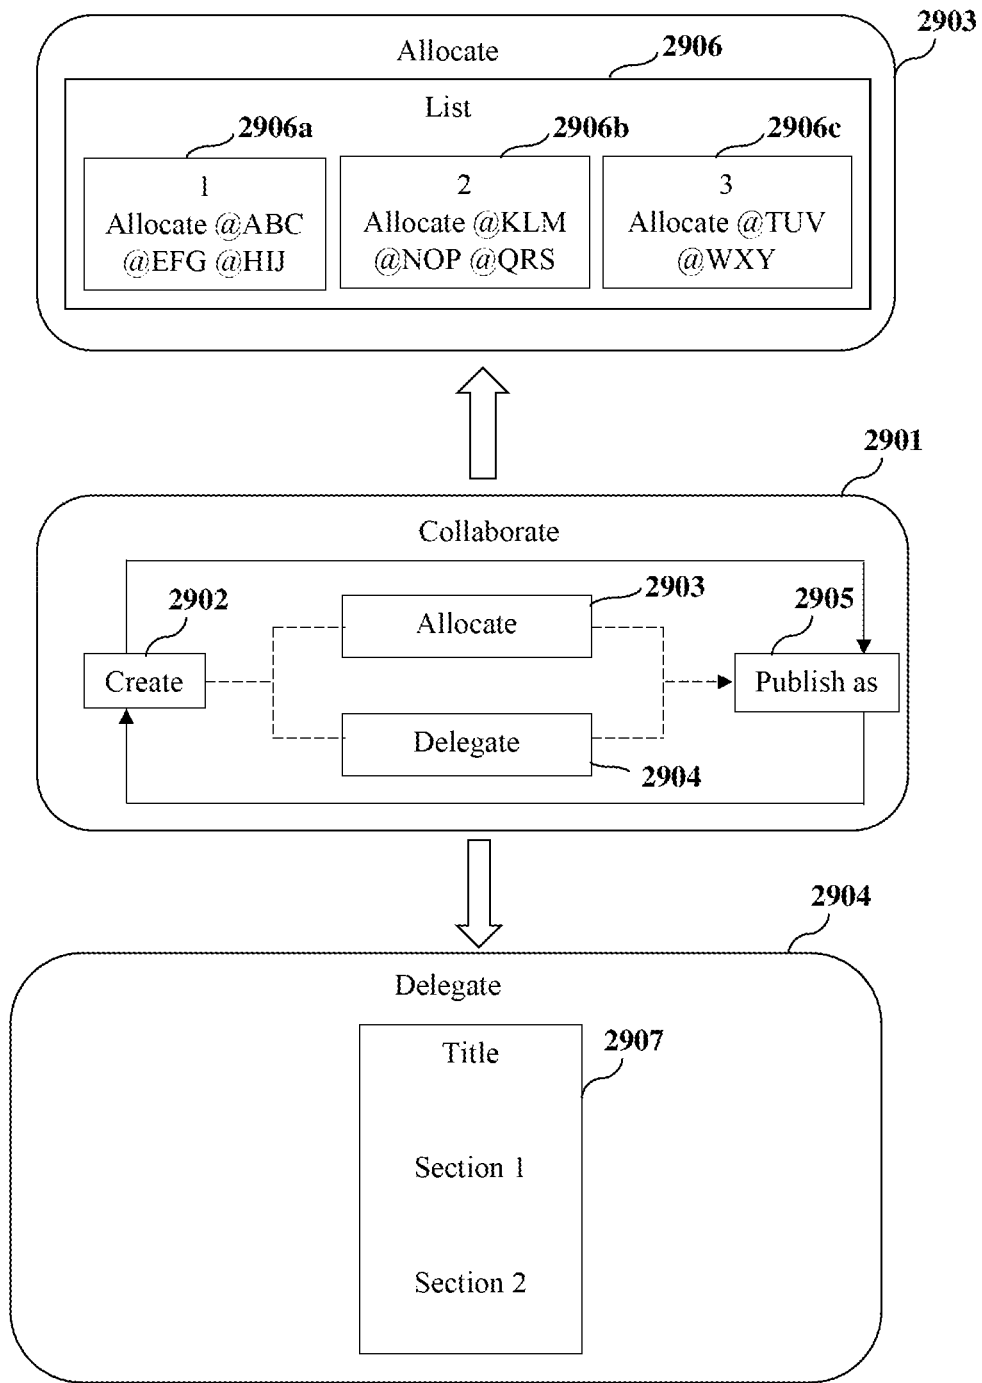 2903
Allocate
2906
List
2906a
2906b
2906c
1
Allocate @ABC
@EFG @HIJ
2
Allocate @KLM
@NOP @QRS
3
Allocate @TUV
@WXY
2901
Collaborate
2902
2903
2905
Allocate
Create
Publish as
Delegate
2904
2904
Delegate
Title
2907
Section 1
Section 2